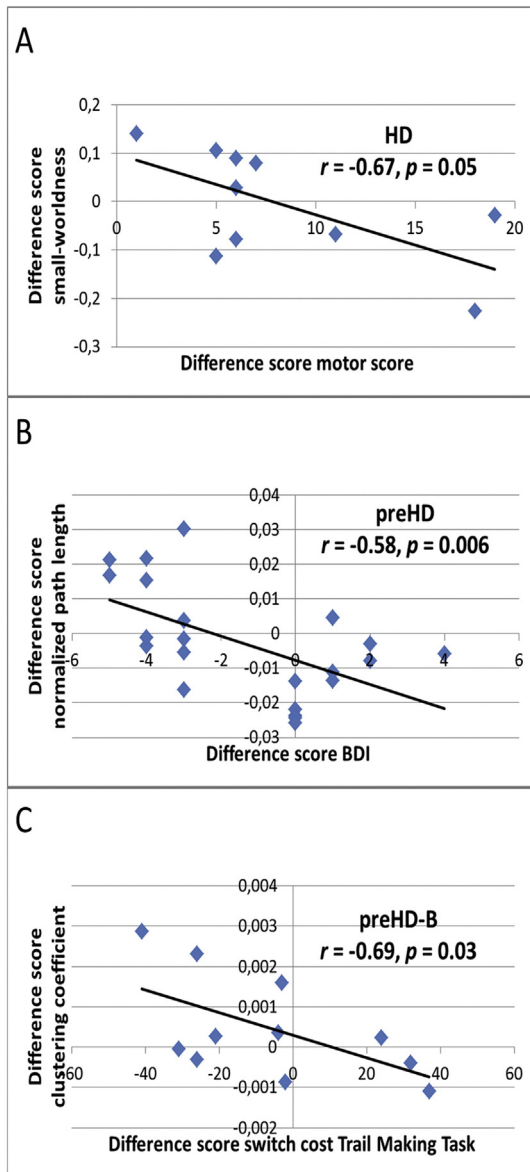 A
0,2
HD
0,1
r = -0.67, p = 0.05
0
0 5 10 15 20
-0,1
-0,2
-0,3
Difference score
small-worldness
Difference score motor score
B
0,04
preHD
0,03
r = -0.58, p = 0.006
0,02
0,01
0
-6 -4 -2 0 2 4 6
-0,01
-0,02
-0,03
Difference score
normalized path length
Difference score BDI
C
0,004
preHD-B
0,003
r = -0.69, p = 0.03
0,002
0,001
0
-60 -40 -20 0 20 40 60
-0,001
-0,002
Difference score
clustering coefficient
Difference score switch cost Trail Making Task